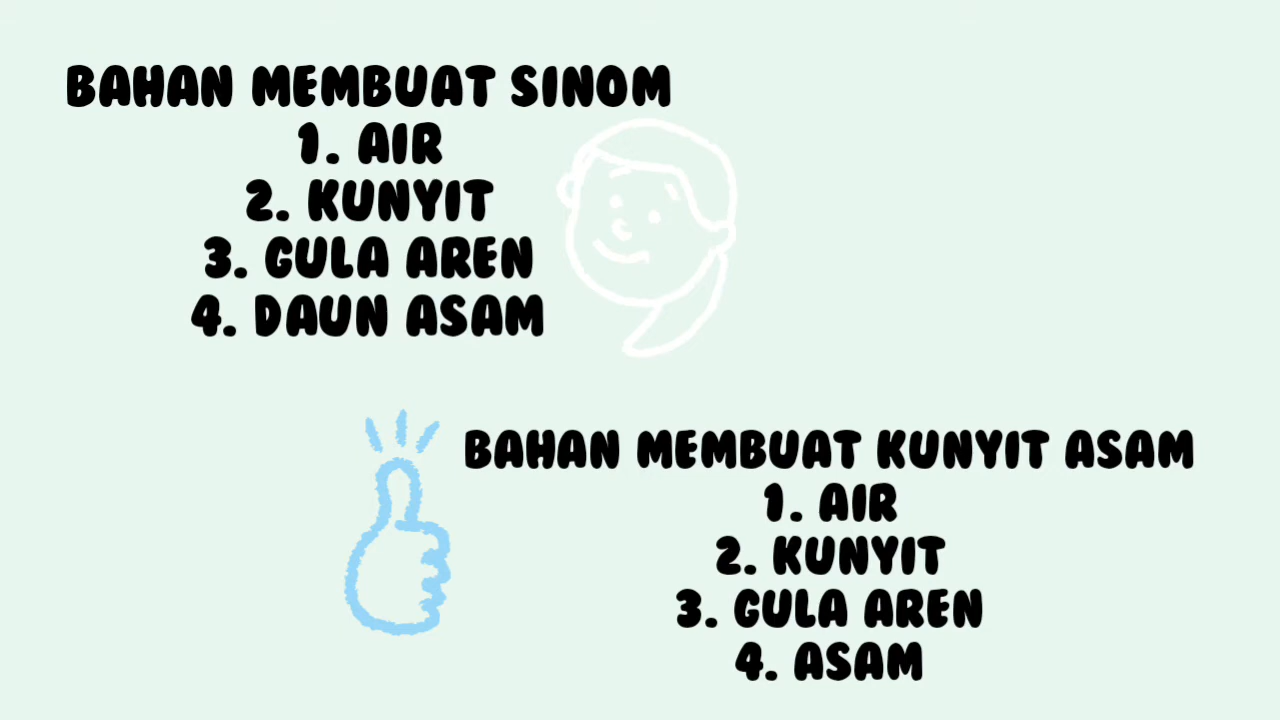 BAHAN MEMBUAT SINOM
1. AIR
2. KUNYIT
3. GULA AREN
4. DAUN ASAM
BAHAN MEMBUAT KUNYIT ASAM
1. AIR
2. KUNYIT
3. GULA AREN
4. ASAM